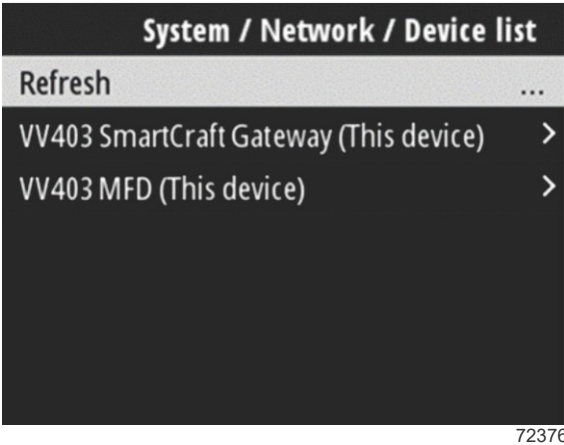 System / Network / Device list
Refresh ...
VV403 SmartCraft Gateway (This device) >
VV403 MFD (This device) >
72376